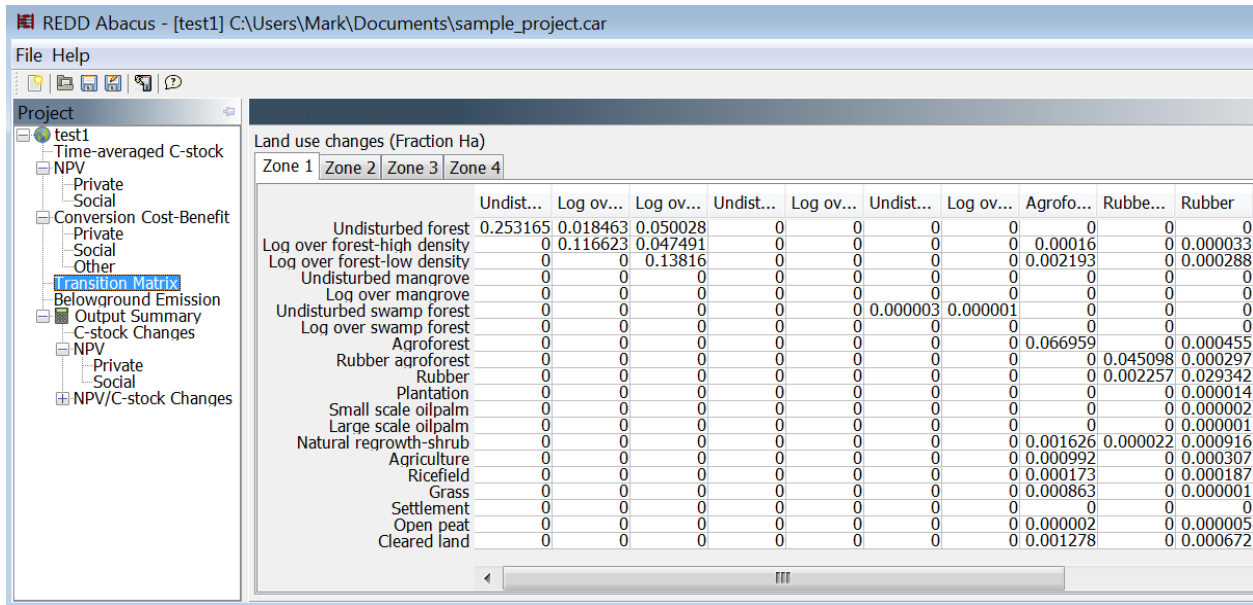 REDD Abacus - [test1] C:\Users\Mark\Documents\sample_project.car
File Help
Project
test1
Time-averaged C-stock
NPV
Private
Social
Conversion Cost-Benefit
Private
Social
Other
Transition Matrix
Belowground Emission
Output Summary
C-stock Changes
NPV
Private
Social
NPV/C-stock Changes
Land use changes (Fraction Ha)
Zone 1 Zone 2 Zone 3 Zone 4
Undist... Log ov... Log ov... Undist... Log ov... Undist... Log ov... Agrofo... Rubbe... Rubber
Undisturbed forest 0.253165 0.018463 0.050028 0 0 0 0 0 0 0
Log over forest-high density 0 0.116623 0.047491 0 0 0 0 0.00016 0 0.000033
Log over forest-low density 0 0 0.13816 0 0 0 0 0.002193 0 0.000288
Undisturbed mangrove 0 0 0 0 0 0 0 0 0 0
Log over mangrove 0 0 0 0 0 0 0 0 0 0
Undisturbed swamp forest 0 0 0 0 0 0.000003 0.000001 0 0 0
Log over swamp forest 0 0 0 0 0 0 0 0 0 0
Agroforest 0 0 0 0 0 0 0 0.066959 0 0.000455
Rubber agroforest 0 0 0 0 0 0 0 0 0.045098 0.000297
Rubber 0 0 0 0 0 0 0 0 0.002257 0.029342
Plantation 0 0 0 0 0 0 0 0 0 0.000014
Small scale oilpalm 0 0 0 0 0 0 0 0 0 0.000002
Large scale oilpalm 0 0 0 0 0 0 0 0 0 0.000001
Natural regrowth-shrub 0 0 0 0 0 0 0 0.001626 0.000022 0.000916
Agriculture 0 0 0 0 0 0 0 0.000992 0 0.000307
Ricefield 0 0 0 0 0 0 0 0.000173 0 0.000187
Grass 0 0 0 0 0 0 0 0.000863 0 0.000001
Settlement 0 0 0 0 0 0 0 0 0 0
Open peat 0 0 0 0 0 0 0 0.000002 0 0.000005
Cleared land 0 0 0 0 0 0 0 0.001278 0 0.000672